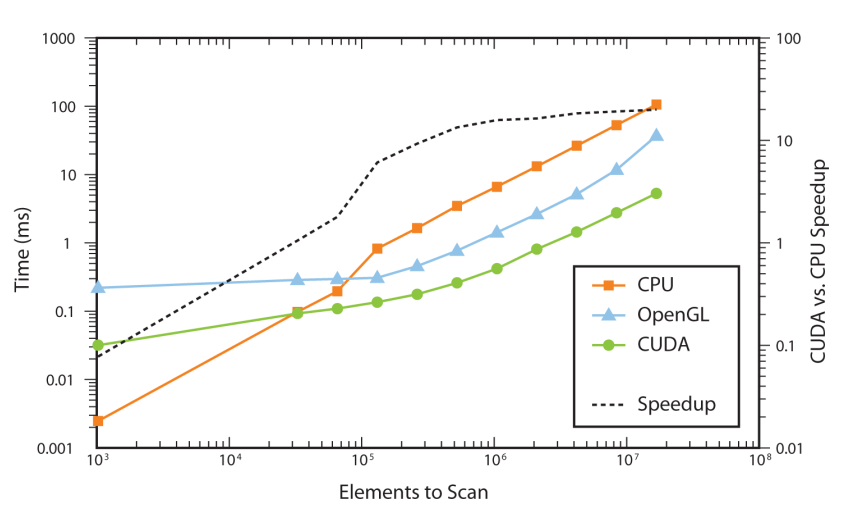 1000
100
10
1
0.1
0.01
0.001
Time (ms)
100
10
1
0.1
0.01
CUDA vs. CPU Speedup
CPU
OpenGL
CUDA
Speedup
10³ 10⁴ 10⁵ 10⁶ 10⁷ 10⁸
Elements to Scan